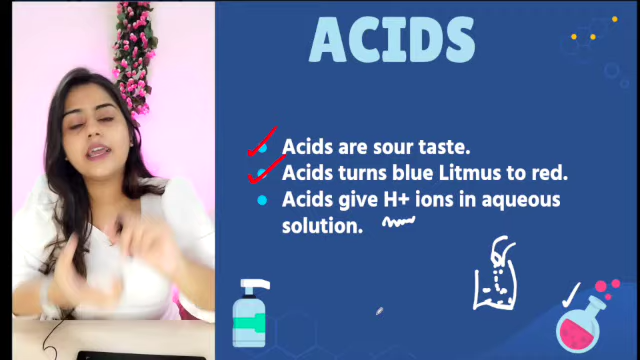 ACIDS
Acids are sour taste.
Acids turns blue Litmus to red.
Acids give H+ ions in aqueous
solution.